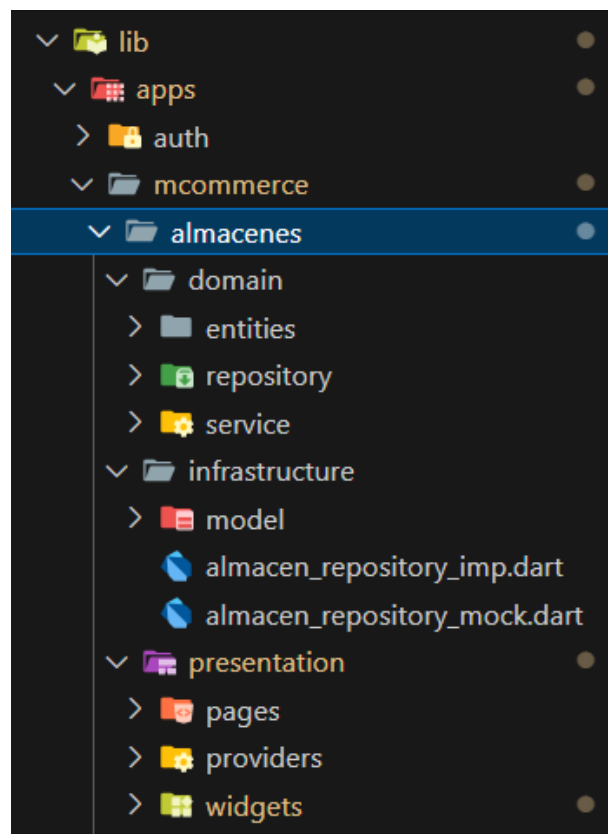 lib
apps
auth
mcommerce
almacenes
domain
entities
repository
service
infrastructure
model
almacen_repository_imp.dart
almacen_repository_mock.dart
presentation
pages
providers
widgets